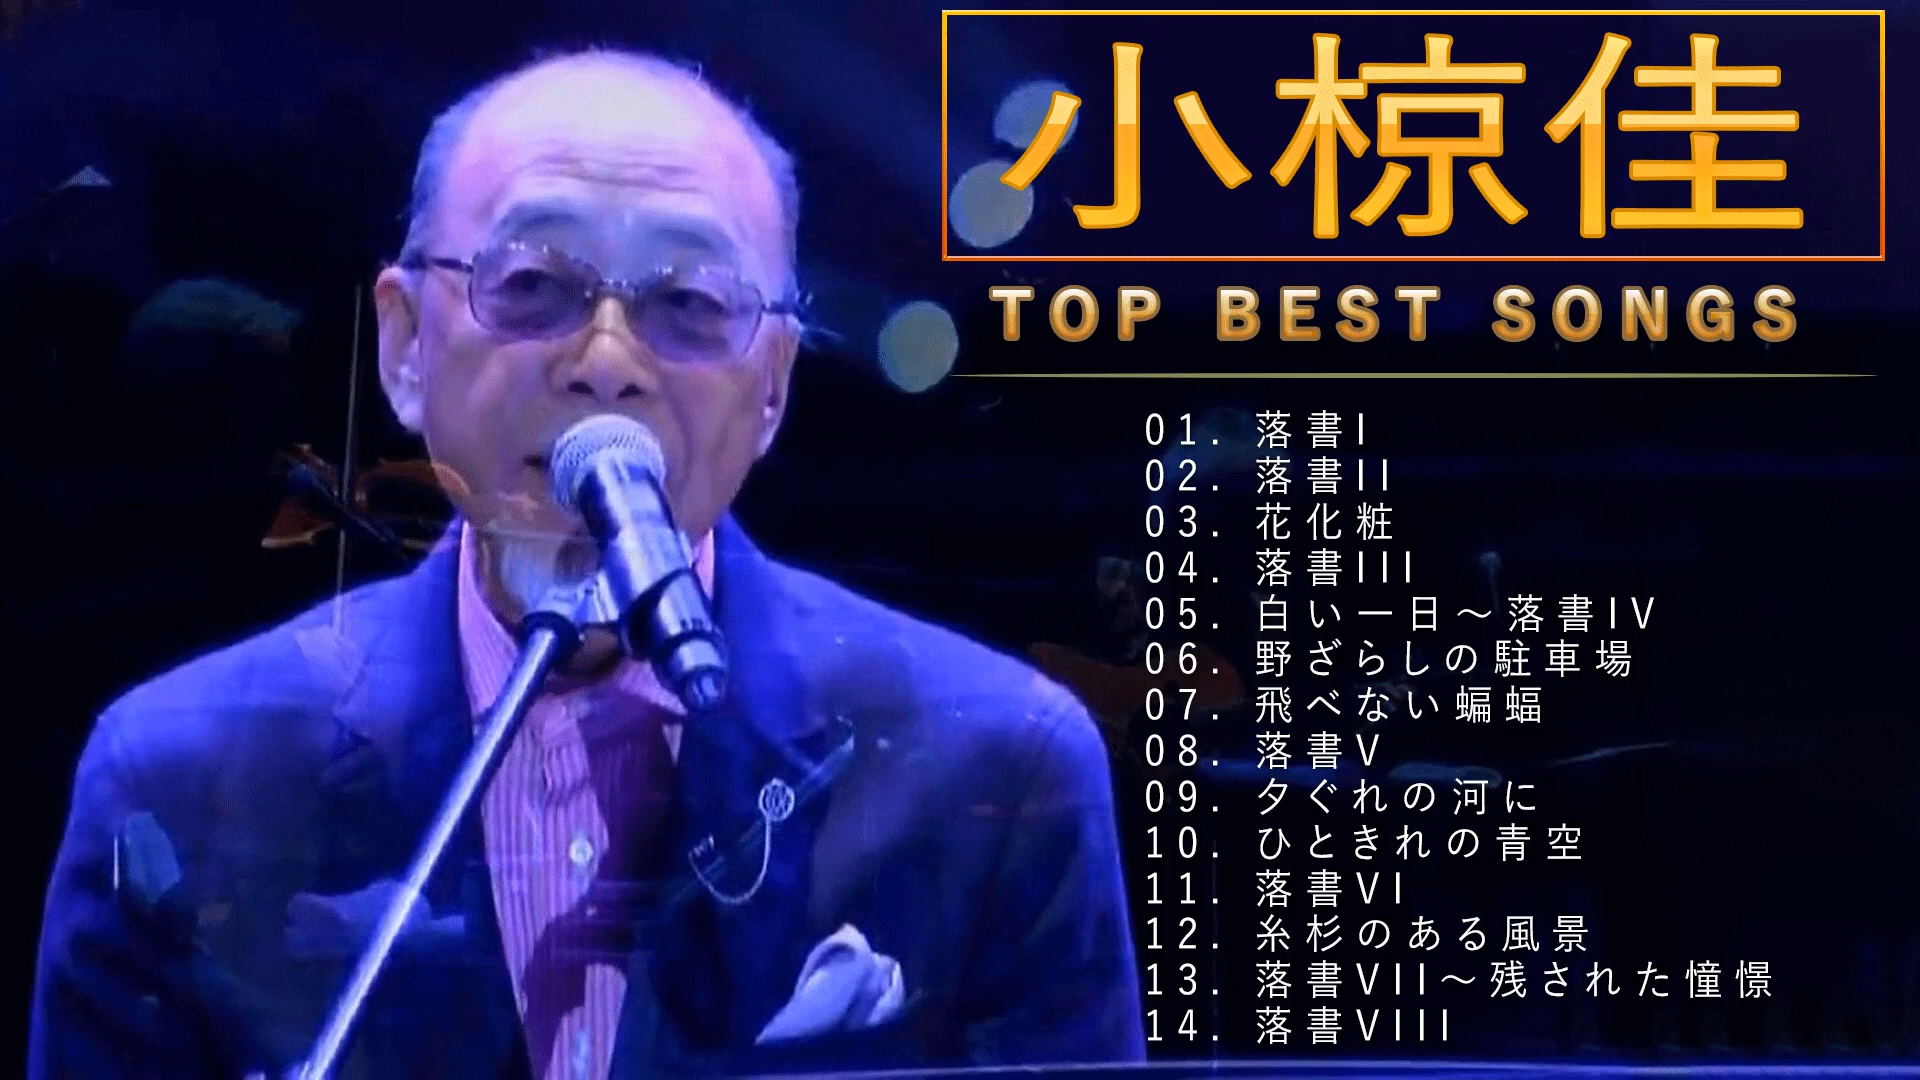 小椋佳
TOP BEST SONGS
01. 落書I
02. 落書II
03. 花化粧
04. 落書III
05. 白い一日～落書IV
06. 野ざらしの駐車場
07. 飛べない蝙蝠
08. 落書V
09. 夕ぐれの河に
10. ひときれの青空
11. 落書VI
12. 糸杉のある風景
13. 落書VII～残された憧憬
14. 落書VIII